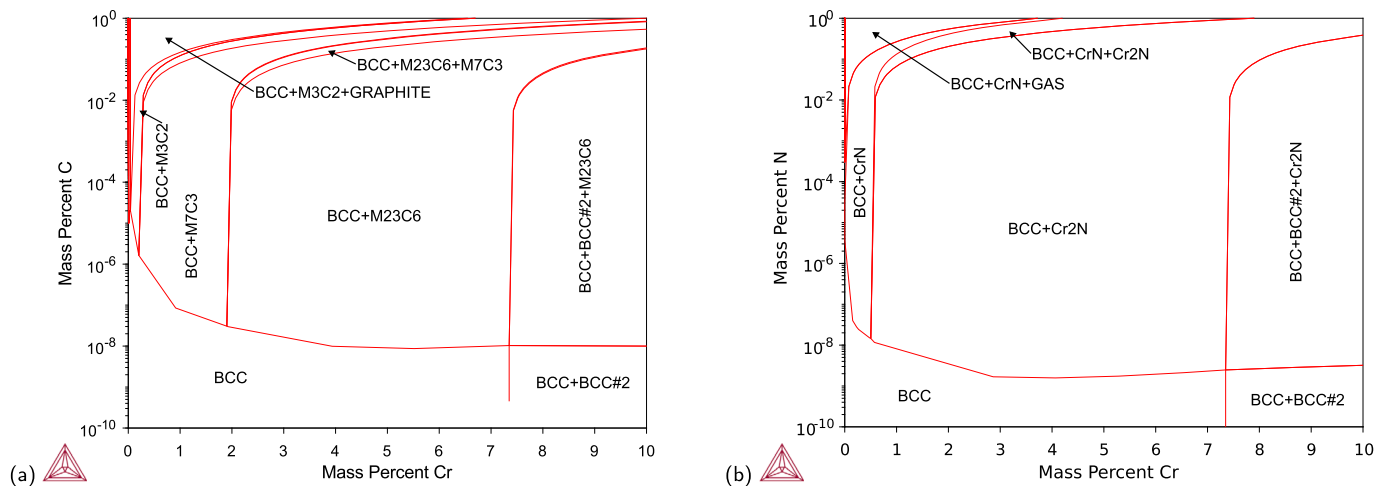 10^0
10^-2
10^-4
10^-6
10^-8
10^-10
Mass Percent C
0 1 2 3 4 5 6 7 8 9 10
Mass Percent Cr
BCC+M23C6+M7C3
BCC+M3C2+GRAPHITE
BCC+M3C2
BCC+M7C3
BCC+M23C6
BCC+BCC#2+M23C6
BCC
BCC+BCC#2
(a)
10^0
10^-2
10^-4
10^-6
10^-8
10^-10
Mass Percent N
0 1 2 3 4 5 6 7 8 9 10
Mass Percent Cr
BCC+CrN+Cr2N
BCC+CrN+GAS
BCC+CrN
BCC+Cr2N
BCC+BCC#2+Cr2N
BCC
BCC+BCC#2
(b)